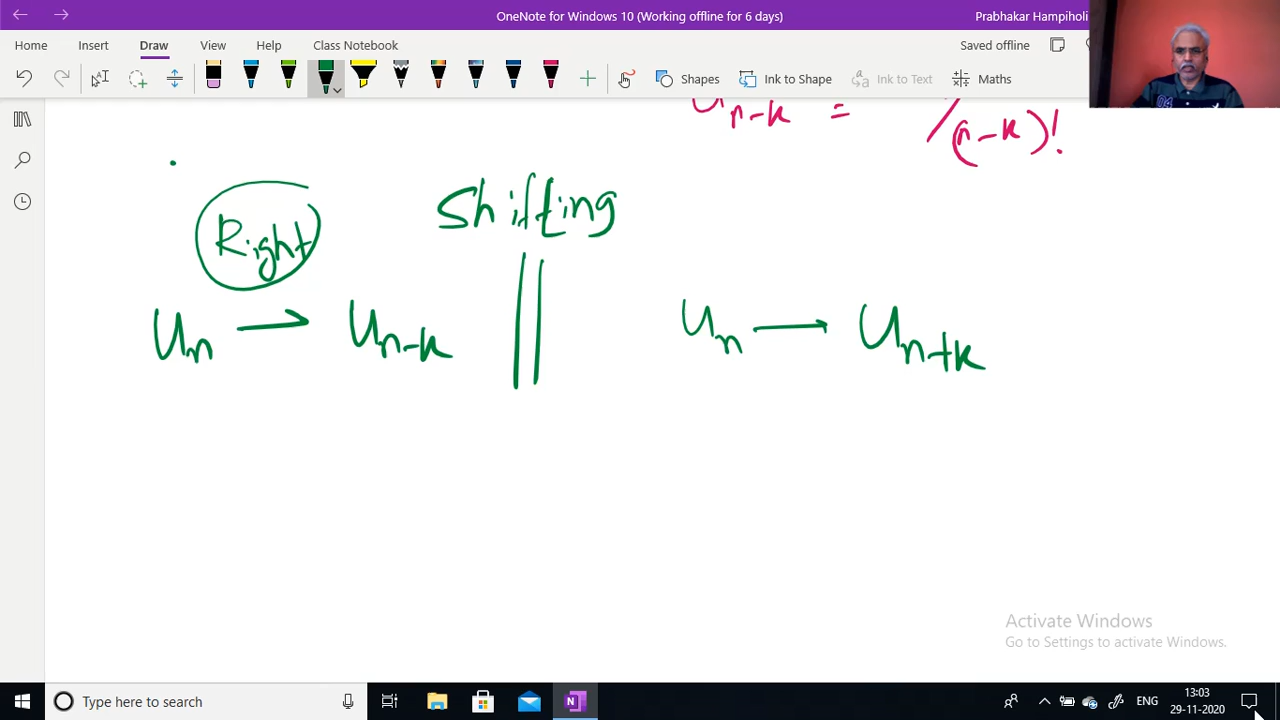 OneNote for Windows 10 (Working offline for 6 days)
Prabhakar Hampiholi
Home Insert Draw View Help Class Notebook
Saved offline
Shapes Ink to Shape Ink to Text Maths
04
U n-k = /(n-k)!
Right
Shifting
Un → Un-k || Un → Un+k
Activate Windows
Go to Settings to activate Windows.
Type here to search
ENG
13:03
29-11-2020